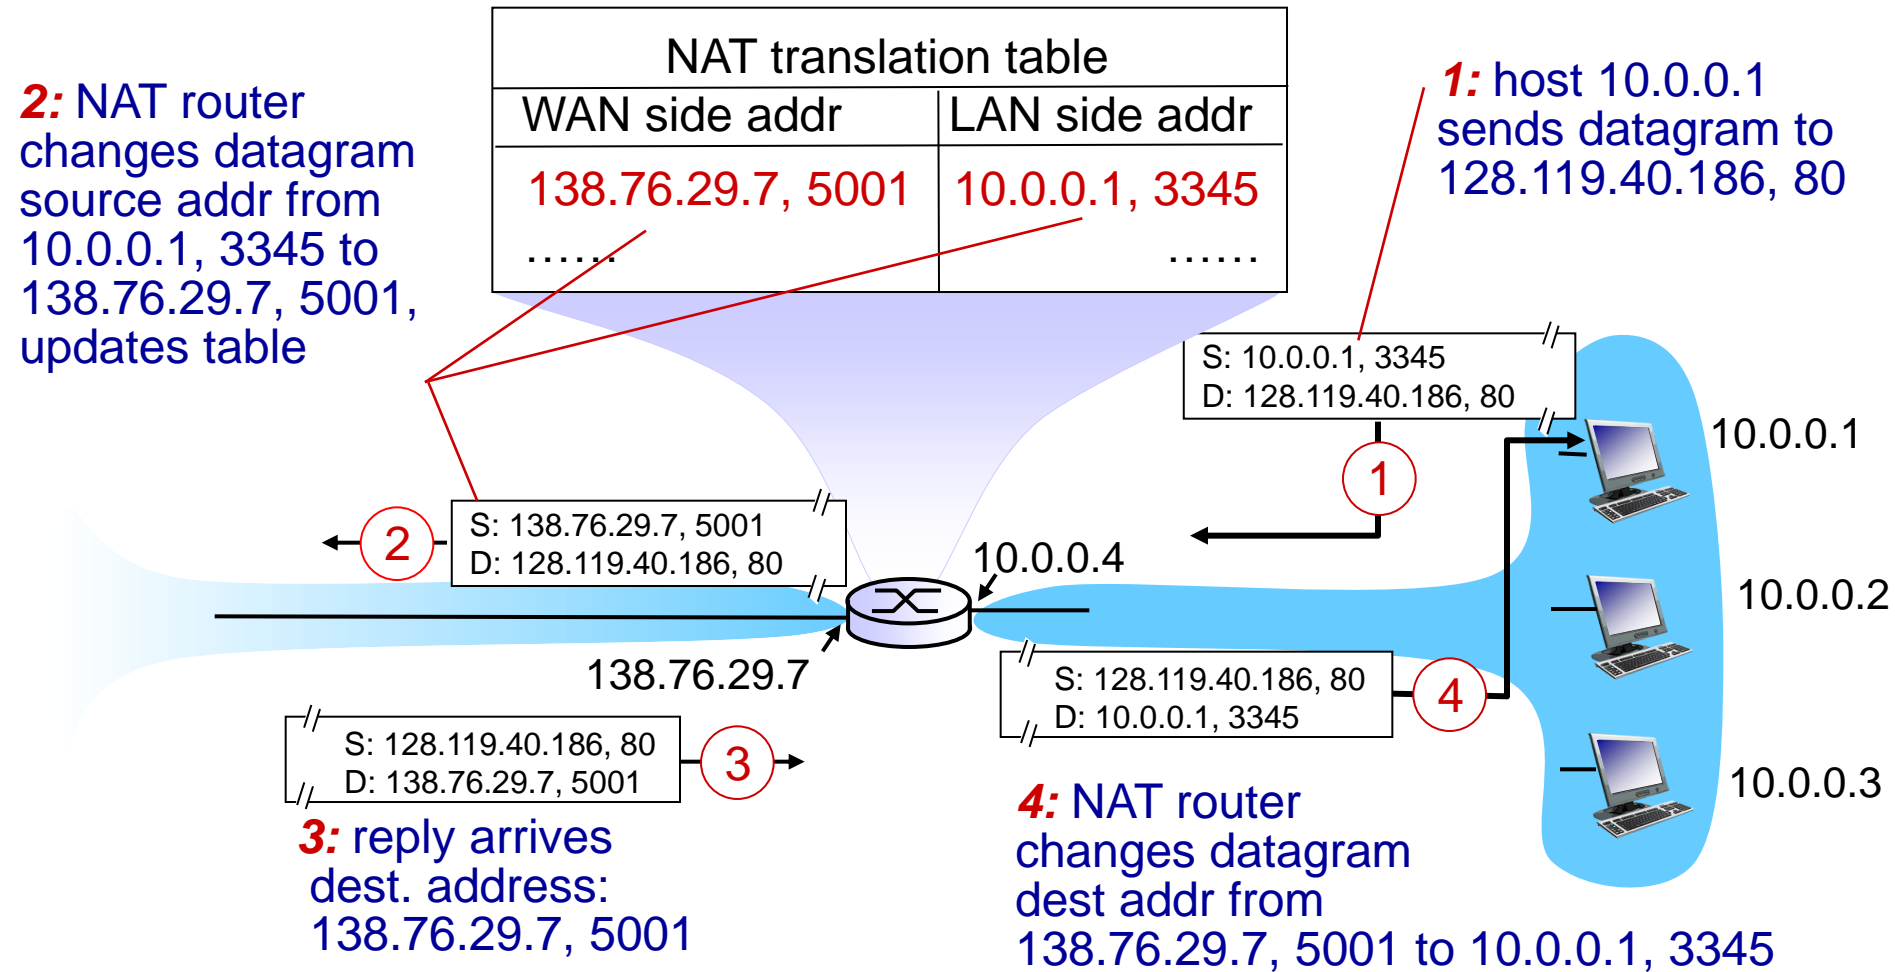 NAT translation table
WAN side addr
LAN side addr
138.76.29.7, 5001
10.0.0.1, 3345
……
……
2: NAT router
changes datagram
source addr from
10.0.0.1, 3345 to
138.76.29.7, 5001,
updates table
1: host 10.0.0.1
sends datagram to
128.119.40.186, 80
S: 10.0.0.1, 3345
D: 128.119.40.186, 80
1
10.0.0.1
S: 138.76.29.7, 5001
D: 128.119.40.186, 80
2
10.0.0.4
10.0.0.2
138.76.29.7
S: 128.119.40.186, 80
D: 10.0.0.1, 3345
4
S: 128.119.40.186, 80
D: 138.76.29.7, 5001
3
10.0.0.3
3: reply arrives
dest. address:
138.76.29.7, 5001
4: NAT router
changes datagram
dest addr from
138.76.29.7, 5001 to 10.0.0.1, 3345